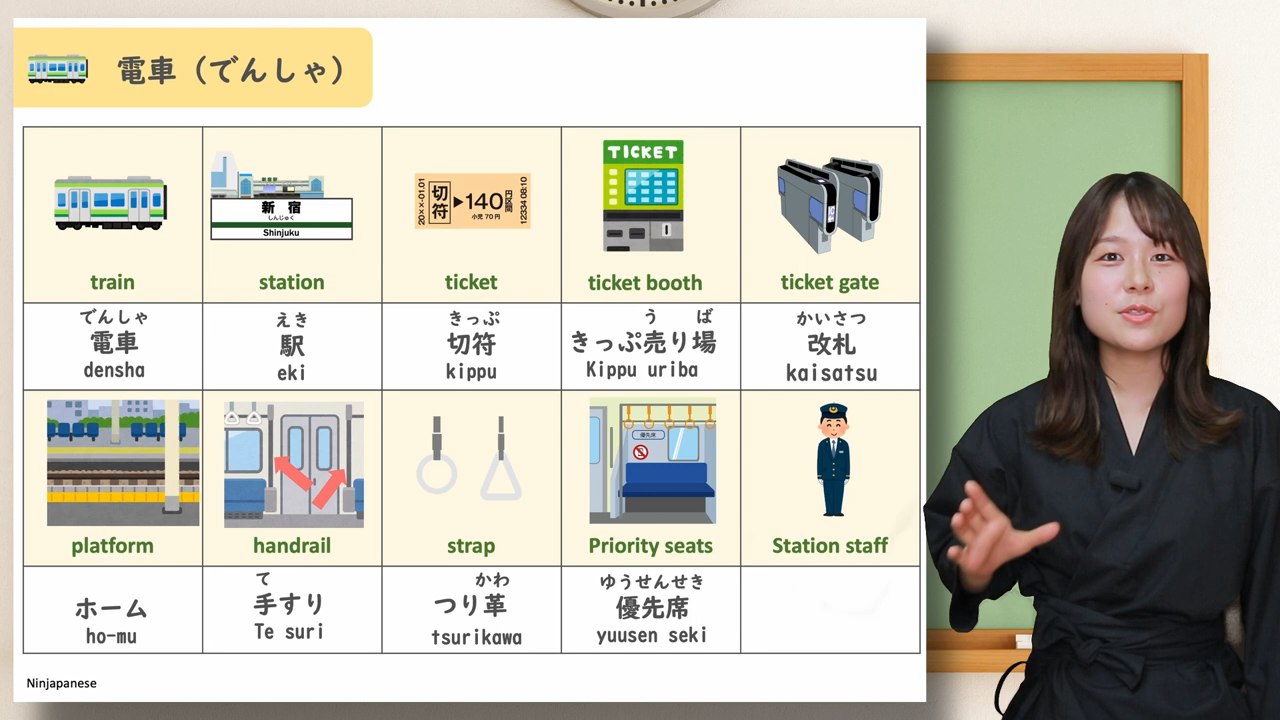 電車（でんしゃ）
新宿
しんじゅく
Shinjuku
20××-01.01
切符
▶140円区間
小児 70円
12334 08:10
TICKET
train
station
ticket
ticket booth
ticket gate
でんしゃ
電車
densha
えき
駅
eki
きっぷ
切符
kippu
う ば
きっぷ売り場
Kippu uriba
かいさつ
改札
kaisatsu
優先席
platform
handrail
strap
Priority seats
Station staff
ホーム
ho-mu
て
手すり
Te suri
かわ
つり革
tsurikawa
ゆうせんせき
優先席
yuusen seki
Ninjapanese